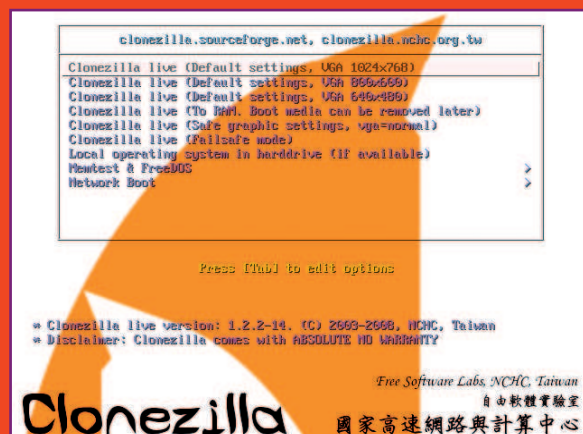 clonezilla.sourceforge.net, clonezilla.nchc.org.tw
Clonezilla live (Default settings, VGA 1024x768)
Clonezilla live (Default settings, VGA 800x600)
Clonezilla live (Default settings, VGA 640x480)
Clonezilla live (To RAM. Boot media can be removed later)
Clonezilla live (Safe graphic settings, vga=normal)
Clonezilla live (Failsafe mode)
Local operating system in harddrive (if available)
Memtest & FreeDOS >
Network Boot >
Press [Tab] to edit options
* Clonezilla live version: 1.2.2-14. (C) 2003-2008, NCHC, Taiwan
* Disclaimer: Clonezilla comes with ABSOLUTE NO WARRANTY
Free Software Labs, NCHC, Taiwan
自由軟體實驗室
Clonezilla 國家高速網路與計算中心